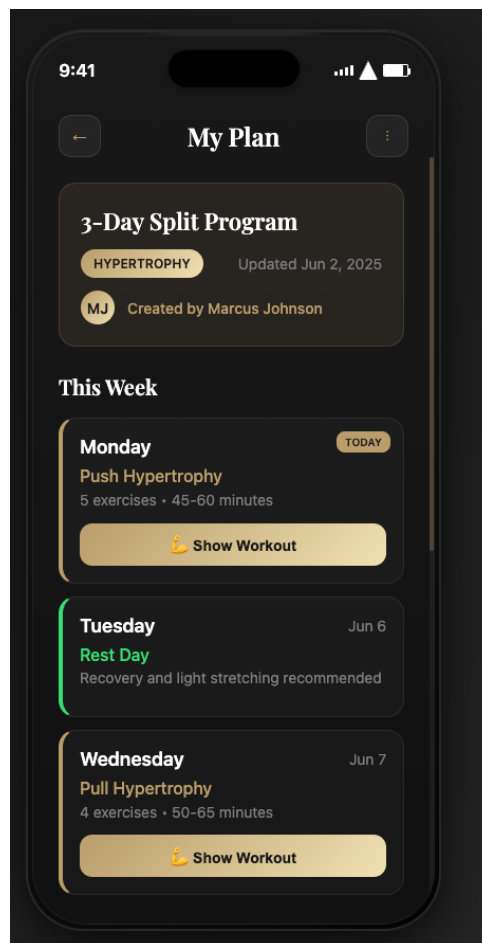 9:41
← My Plan ⋮
3-Day Split Program
HYPERTROPHY Updated Jun 2, 2025
MJ Created by Marcus Johnson
This Week
Monday TODAY
Push Hypertrophy
5 exercises • 45-60 minutes
💪 Show Workout
Tuesday Jun 6
Rest Day
Recovery and light stretching recommended
Wednesday Jun 7
Pull Hypertrophy
4 exercises • 50-65 minutes
💪 Show Workout